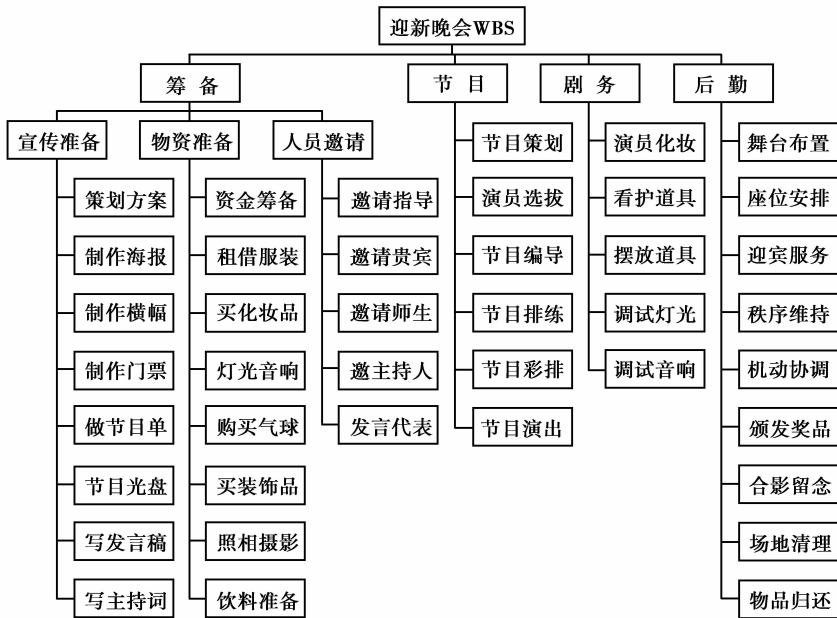 迎新晚会WBS
筹备
节目
剧务
后勤
宣传准备
物资准备
人员邀请
策划方案
制作海报
制作横幅
制作门票
做节目单
节目光盘
写发言稿
写主持词
资金筹备
租借服装
买化妆品
灯光音响
购买气球
买装饰品
照相摄影
饮料准备
邀请指导
邀请贵宾
邀请师生
邀主持人
发言代表
节目策划
演员选拔
节目编导
节目排练
节目彩排
节目演出
演员化妆
看护道具
摆放道具
调试灯光
调试音响
舞台布置
座位安排
迎宾服务
秩序维持
机动协调
颁发奖品
合影留念
场地清理
物品归还